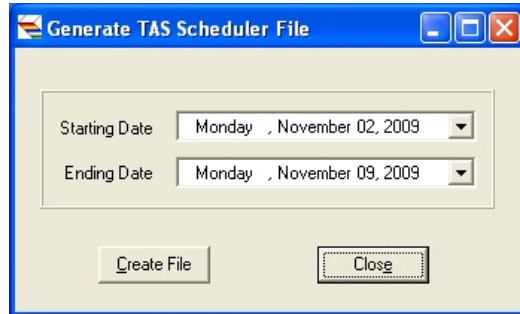 Generate TAS Scheduler File
Starting Date Monday , November 02, 2009
Ending Date Monday , November 09, 2009
Create File Close